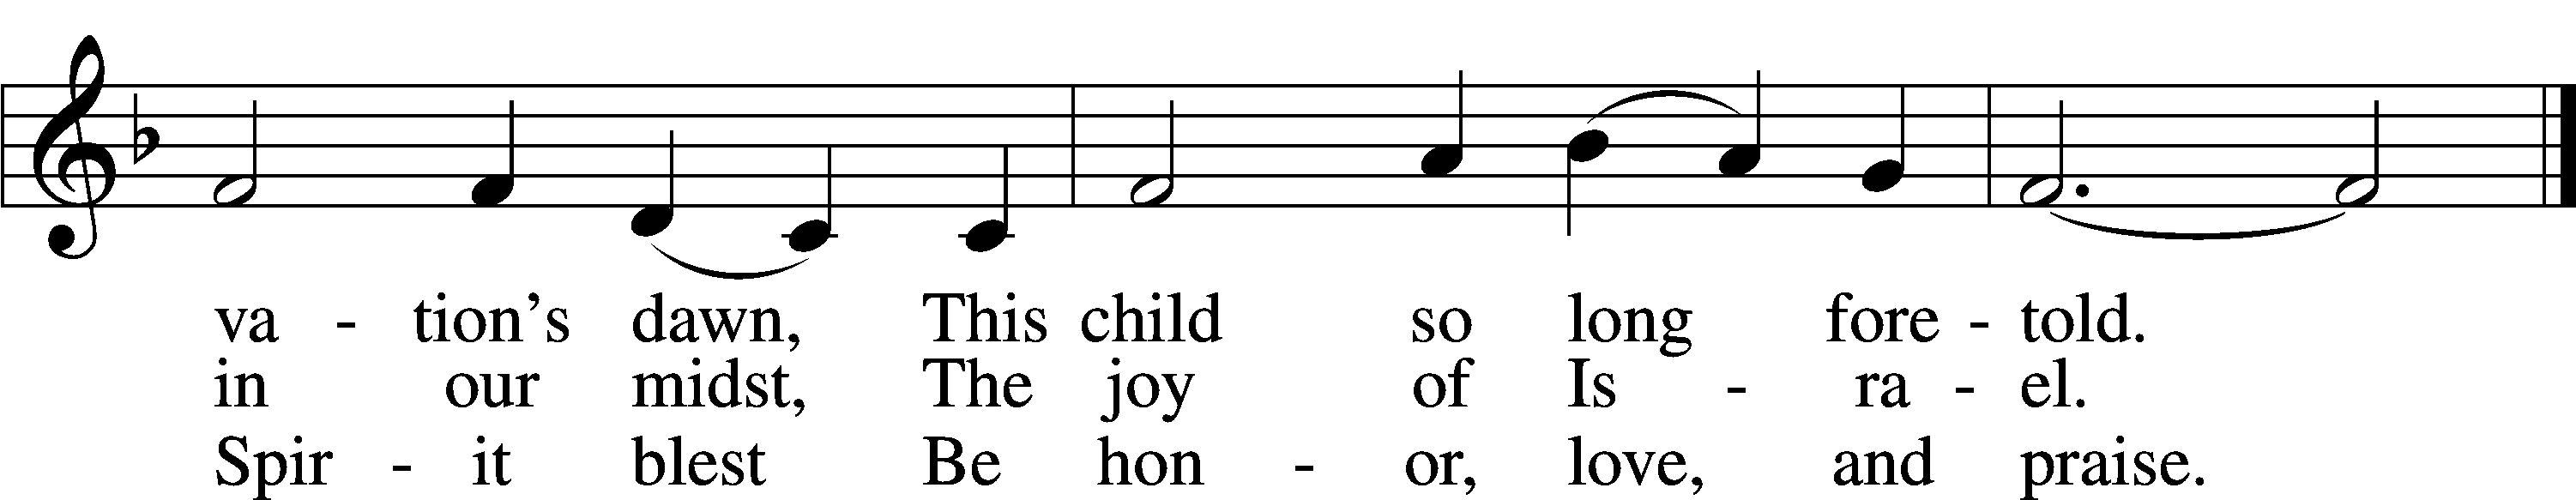 va - tion’s dawn, This child so long fore - told.
in our midst, The joy of Is - ra - el.
Spir - it blest Be hon - or, love, and praise.